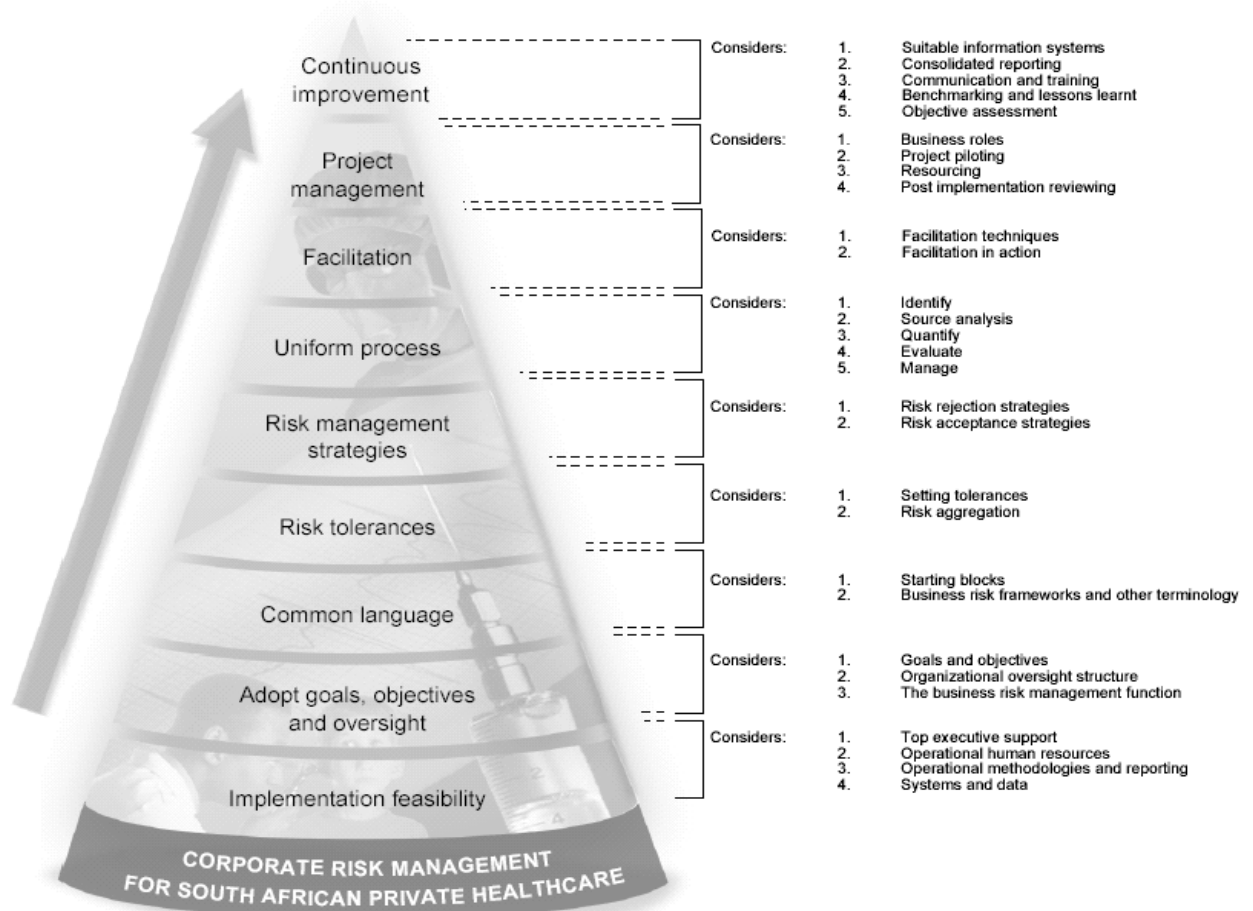 Continuous
improvement
Considers:
1. Suitable information systems
2. Consolidated reporting
3. Communication and training
4. Benchmarking and lessons learnt
5. Objective assessment
Project
management
Considers:
1. Business roles
2. Project piloting
3. Resourcing
4. Post implementation reviewing
Facilitation
Considers:
1. Facilitation techniques
2. Facilitation in action
Uniform process
Considers:
1. Identify
2. Source analysis
3. Quantify
4. Evaluate
5. Manage
Risk management
strategies
Considers:
1. Risk rejection strategies
2. Risk acceptance strategies
Risk tolerances
Considers:
1. Setting tolerances
2. Risk aggregation
Common language
Considers:
1. Starting blocks
2. Business risk frameworks and other terminology
Adopt goals, objectives
and oversight
Considers:
1. Goals and objectives
2. Organizational oversight structure
3. The business risk management function
Implementation feasibility
Considers:
1. Top executive support
2. Operational human resources
3. Operational methodologies and reporting
4. Systems and data
2
4
CORPORATE RISK MANAGEMENT
FOR SOUTH AFRICAN PRIVATE HEALTHCARE